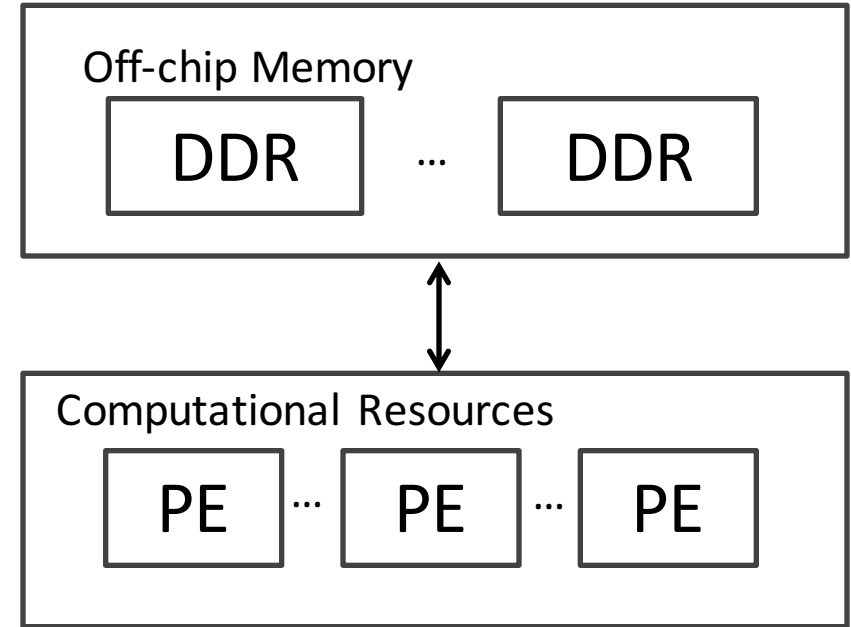 Off-chip Memory
DDR ... DDR
Computational Resources
PE ... PE ... PE